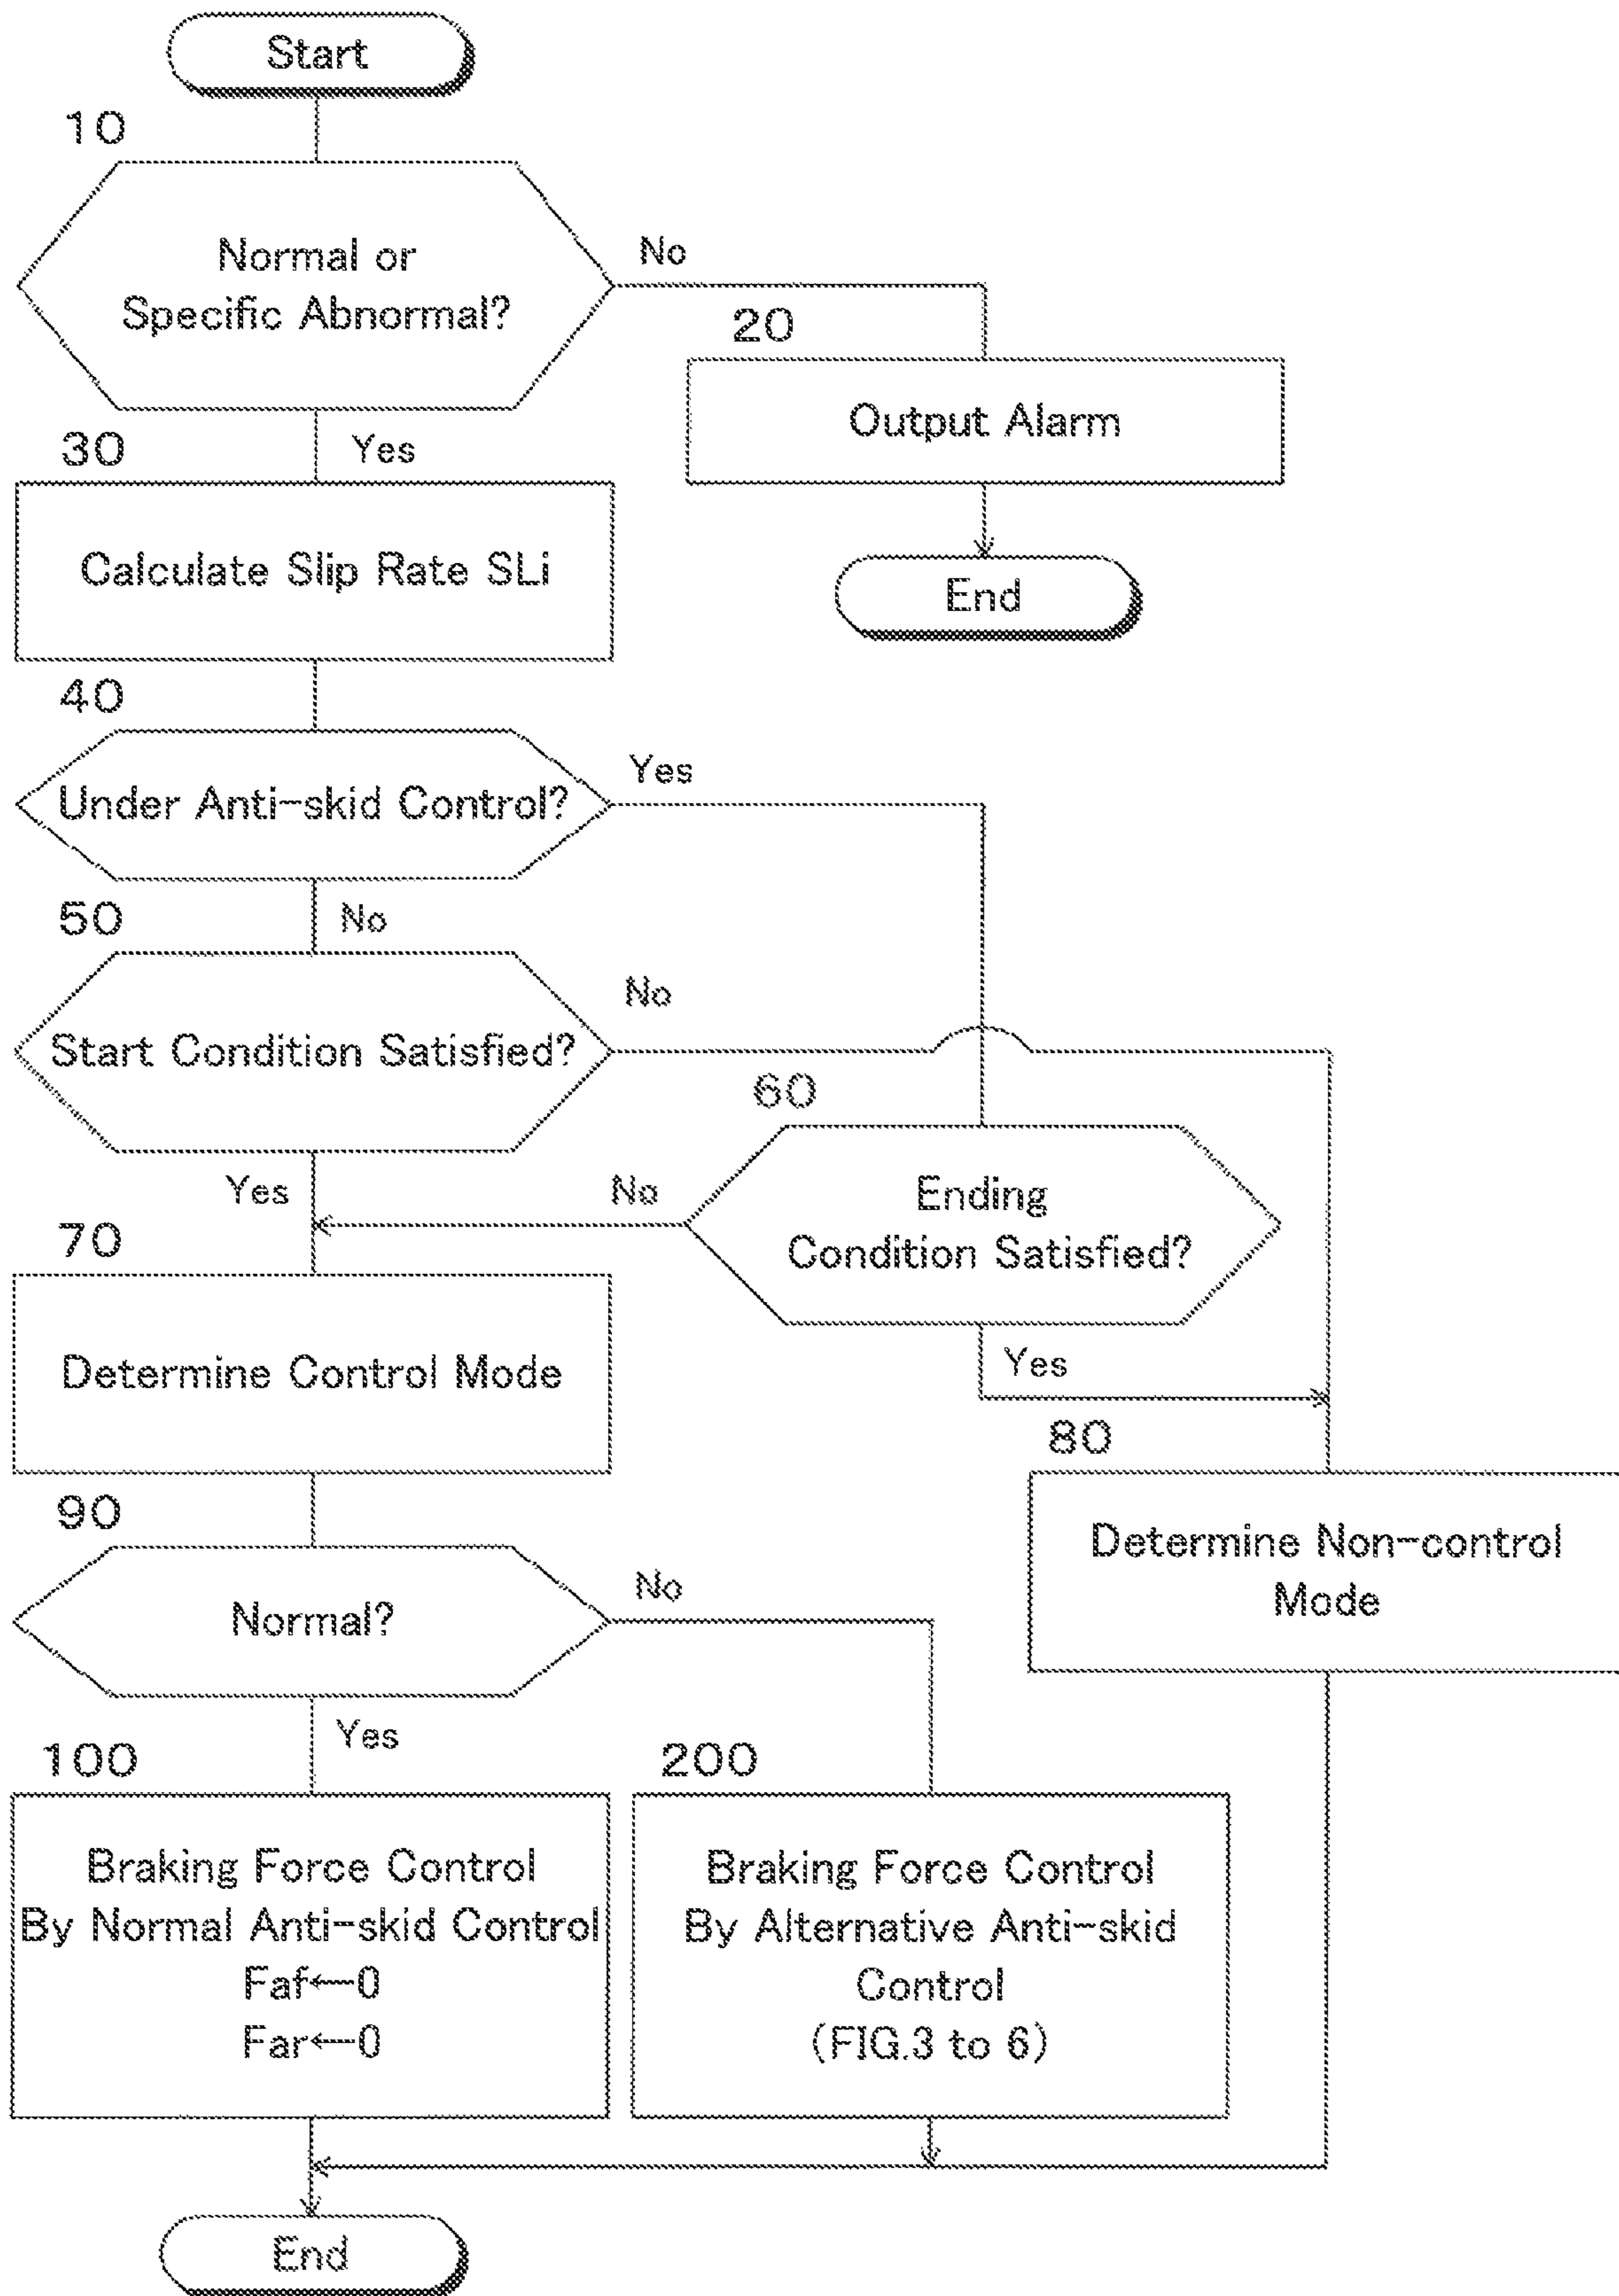 Start
10
Normal or
Specific Abnormal?
No
20
Output Alarm
End
Yes
30
Calculate Slip Rate SLi
40
Under Anti-skid Control?
Yes
No
50
Start Condition Satisfied?
No
60
Ending
Condition Satisfied?
Yes
No
70
Determine Control Mode
Yes
80
Determine Non-control
Mode
90
Normal?
No
Yes
100
Braking Force Control
By Normal Anti-skid Control
Faf←0
Far←0
200
Braking Force Control
By Alternative Anti-skid
Control
(FIG.3 to 6)
End